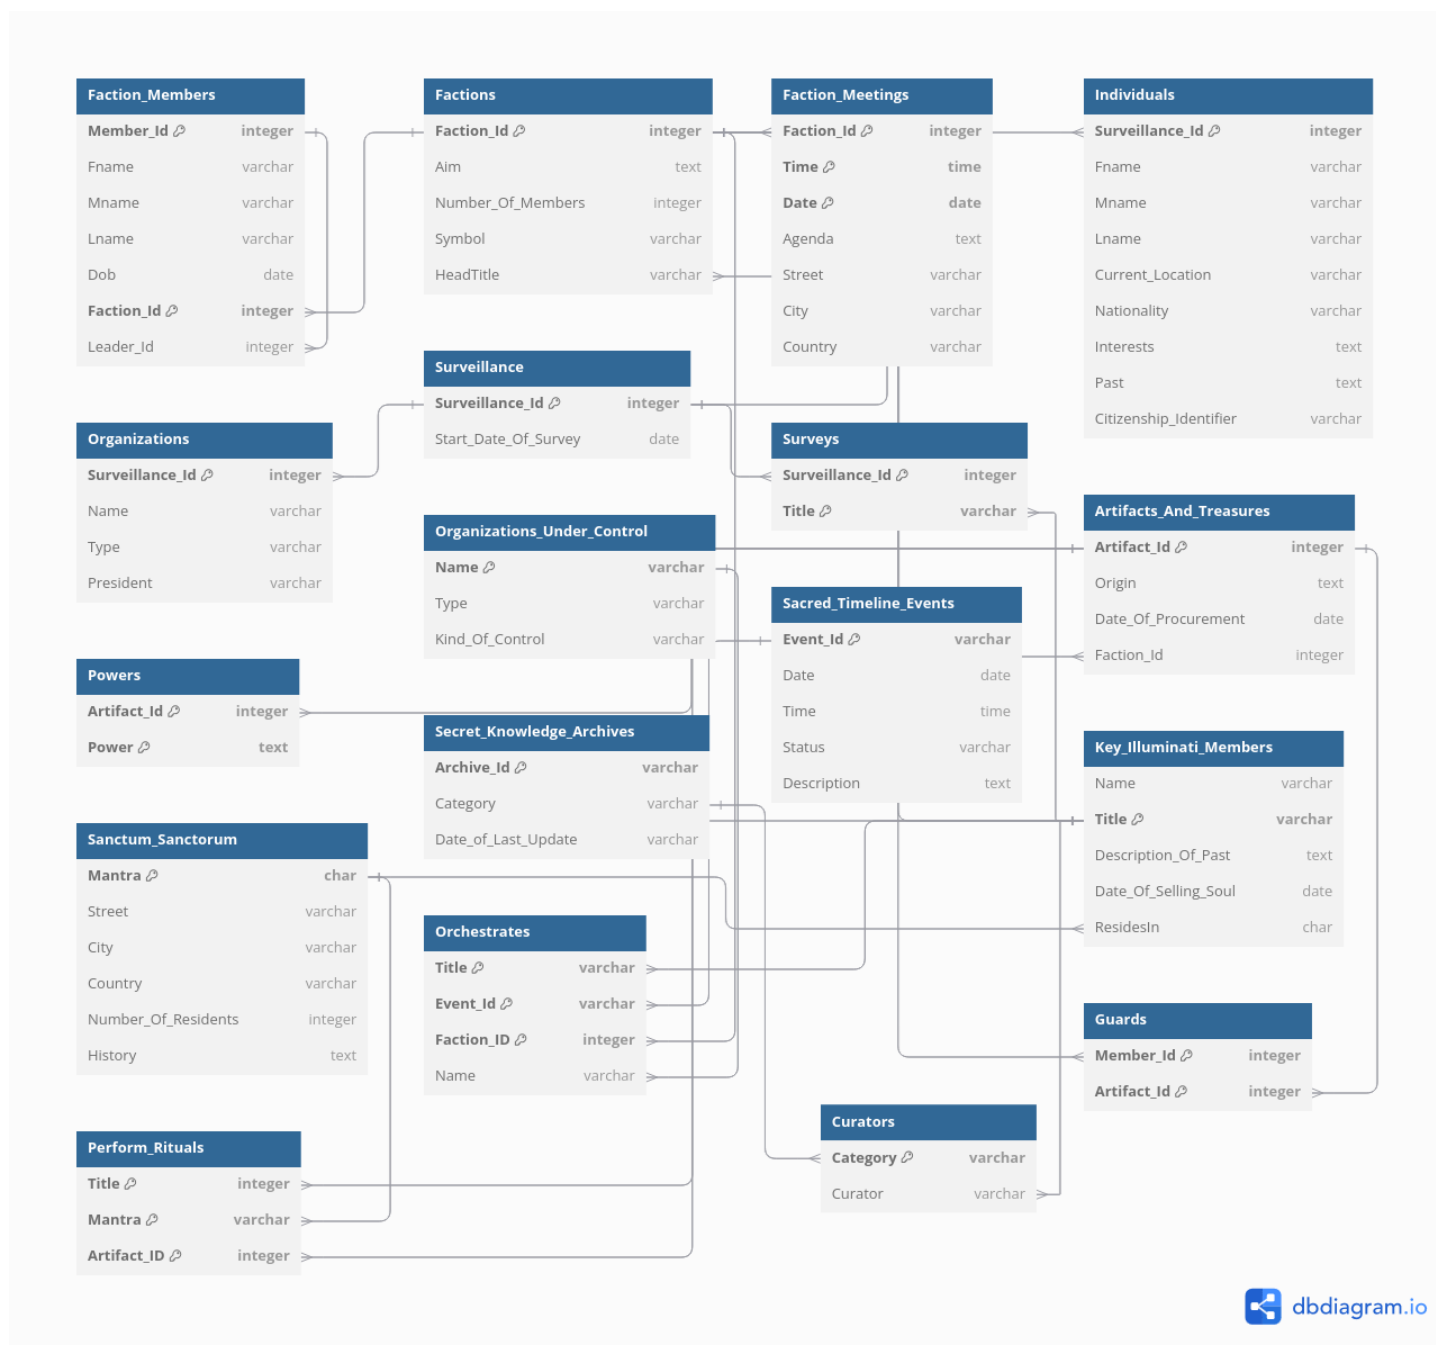 Faction_Members
Member_Id integer
Fname varchar
Mname varchar
Lname varchar
Dob date
Faction_Id integer
Leader_Id integer
Factions
Faction_Id integer
Aim text
Number_Of_Members integer
Symbol varchar
HeadTitle varchar
Faction_Meetings
Faction_Id integer
Time time
Date date
Agenda text
Street varchar
City varchar
Country varchar
Individuals
Surveillance_Id integer
Fname varchar
Mname varchar
Lname varchar
Current_Location varchar
Nationality varchar
Interests text
Past text
Citizenship_Identifier varchar
Surveillance
Surveillance_Id integer
Start_Date_Of_Survey date
Organizations
Surveillance_Id integer
Name varchar
Type varchar
President varchar
Surveys
Surveillance_Id integer
Title varchar
Organizations_Under_Control
Name varchar
Type varchar
Kind_Of_Control varchar
Artifacts_And_Treasures
Artifact_Id integer
Origin text
Date_Of_Procurement date
Faction_Id integer
Sacred_Timeline_Events
Event_Id varchar
Date date
Time time
Status varchar
Description text
Powers
Artifact_Id integer
Power text
Secret_Knowledge_Archives
Archive_Id varchar
Category varchar
Date_of_Last_Update varchar
Key_Illuminati_Members
Name varchar
Title varchar
Description_Of_Past text
Date_Of_Selling_Soul date
ResidesIn char
Sanctum_Sanctorum
Mantra char
Street varchar
City varchar
Country varchar
Number_Of_Residents integer
History text
Orchestrates
Title varchar
Event_Id varchar
Faction_ID integer
Name varchar
Guards
Member_Id integer
Artifact_Id integer
Curators
Category varchar
Curator varchar
Perform_Rituals
Title integer
Mantra varchar
Artifact_ID integer
dbdiagram.io